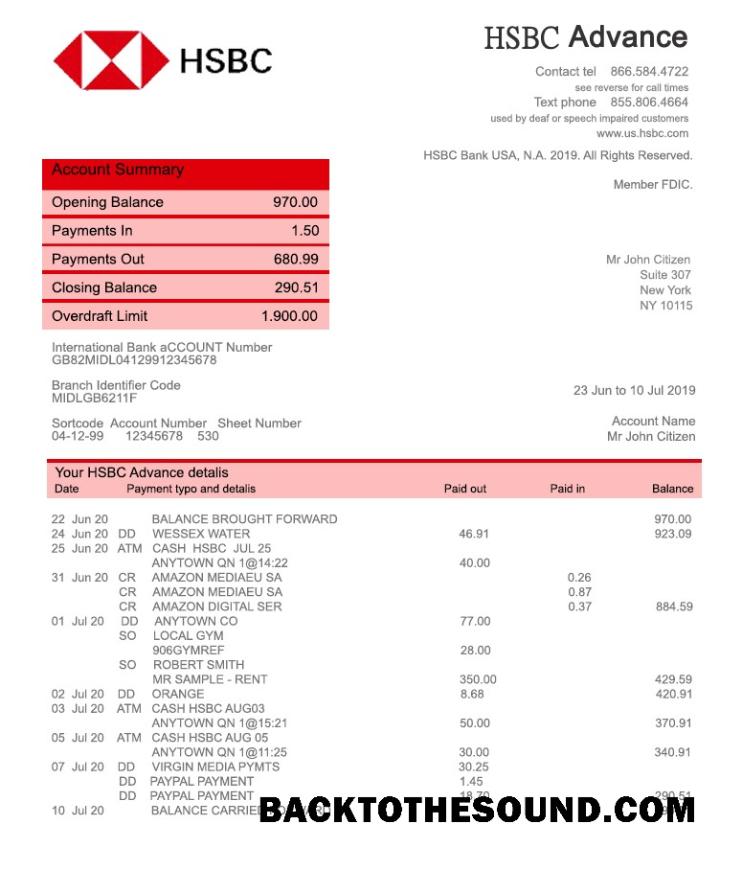 HSBC
HSBC Advance
Contact tel 866.584.4722
see reverse for call times
Text phone 855.806.4664
used by deaf or speech impaired customers
www.us.hsbc.com
HSBC Bank USA, N.A. 2019. All Rights Reserved.
Member FDIC.
Account Summary
Opening Balance 970.00
Payments In 1.50
Payments Out 680.99
Closing Balance 290.51
Overdraft Limit 1.900.00
Mr John Citizen
Suite 307
New York
NY 10115
International Bank aCCOUNT Number
GB82MIDL04129912345678
Branch Identifier Code
MIDLGB6211F
23 Jun to 10 Jul 2019
Sortcode Account Number Sheet Number
04-12-99 12345678 530
Account Name
Mr John Citizen
Your HSBC Advance detalis
Date Payment typo and detalis Paid out Paid in Balance
22 Jun 20 BALANCE BROUGHT FORWARD 970.00
24 Jun 20 DD WESSEX WATER 46.91 923.09
25 Jun 20 ATM CASH HSBC JUL 25
ANYTOWN QN 1@14:22 40.00
31 Jun 20 CR AMAZON MEDIAEU SA 0.26
CR AMAZON MEDIAEU SA 0.87
CR AMAZON DIGITAL SER 0.37 884.59
01 Jul 20 DD ANYTOWN CO 77.00
SO LOCAL GYM
906GYMREF 28.00
SO ROBERT SMITH
MR SAMPLE - RENT 350.00 429.59
02 Jul 20 DD ORANGE 8.68 420.91
03 Jul 20 ATM CASH HSBC AUG03
ANYTOWN QN 1@15:21 50.00 370.91
05 Jul 20 ATM CASH HSBC AUG 05
ANYTOWN QN 1@11:25 30.00 340.91
07 Jul 20 DD VIRGIN MEDIA PYMTS 30.25
DD PAYPAL PAYMENT 1.45
DD PAYPAL PAYMENT 18.70 290.51
10 Jul 20 BALANCE CARRIED
BACKTOTHESOUND.COM